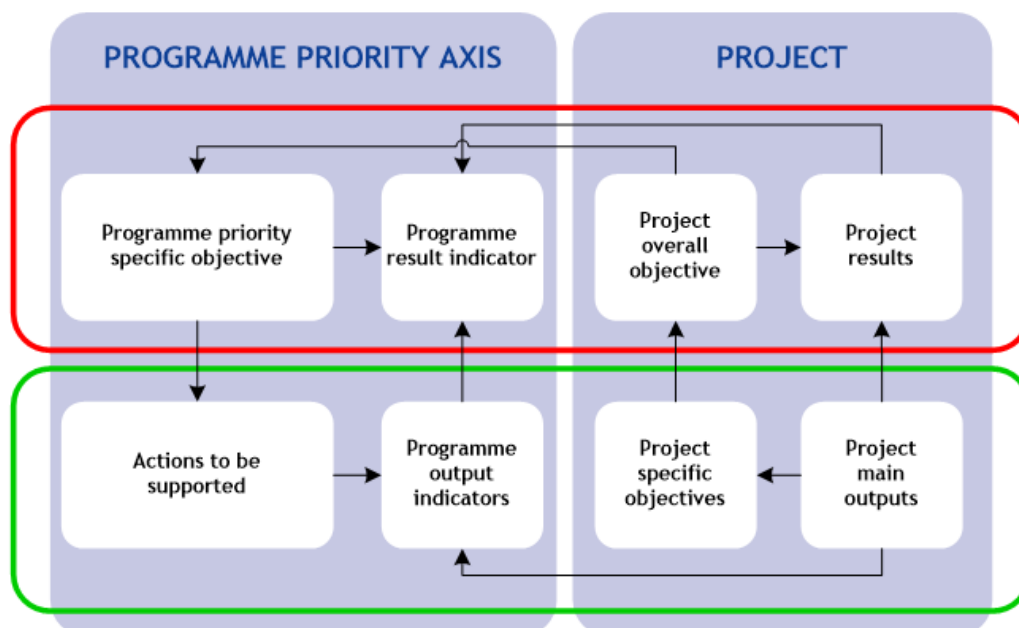 PROGRAMME PRIORITY AXIS
PROJECT
Programme priority
specific objective
Programme
result indicator
Project
overall
objective
Project
results
Actions to be
supported
Programme
output
indicators
Project
specific
objectives
Project
main
outputs